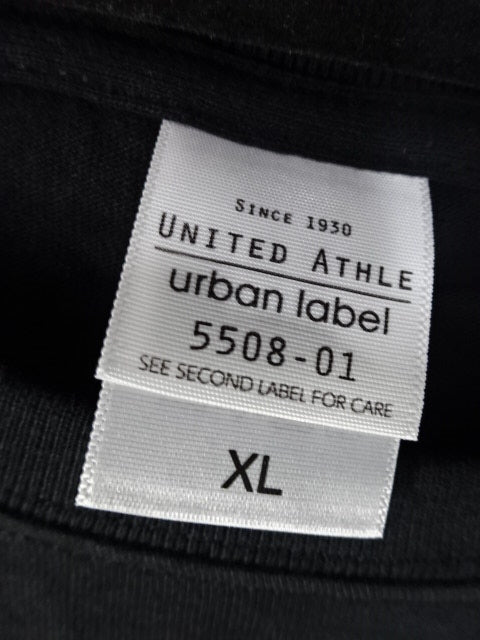 SINCE 1930
UNITED ATHLE
urban label
5508-01
SEE SECOND LABEL FOR CARE
XL